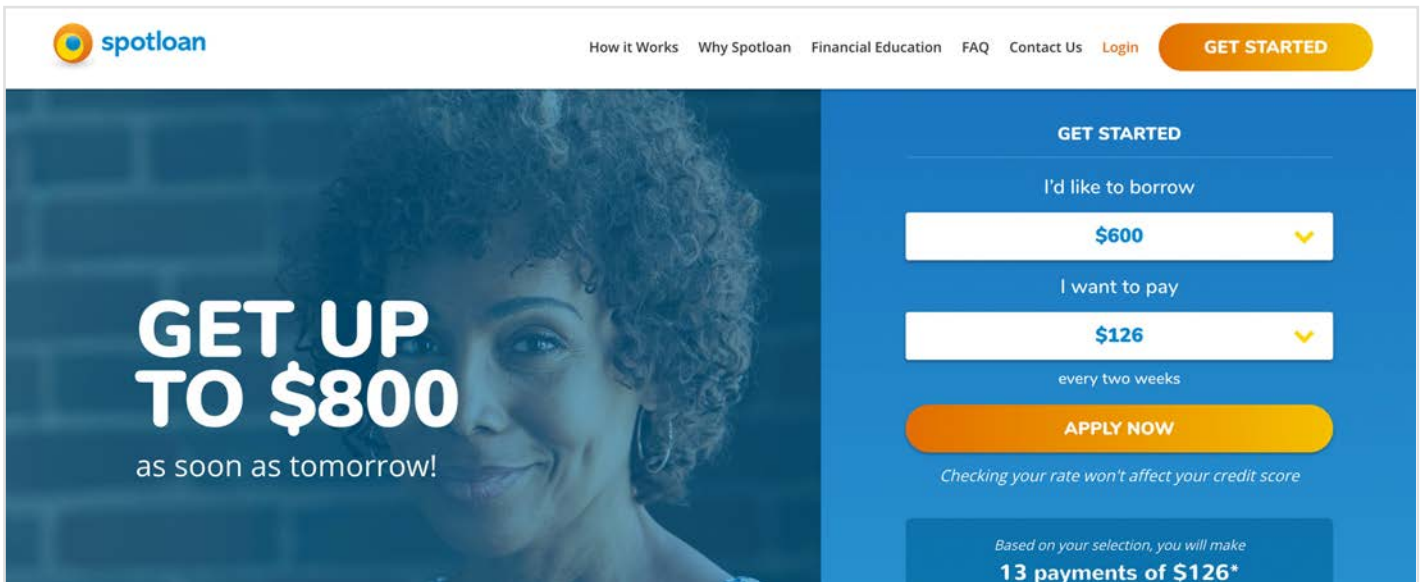 spotloan
How it Works Why Spotloan Financial Education FAQ Contact Us Login GET STARTED
GET UP
TO $800
as soon as tomorrow!
GET STARTED
I'd like to borrow
$600
I want to pay
$126
every two weeks
APPLY NOW
Checking your rate won't affect your credit score
Based on your selection, you will make
13 payments of $126*